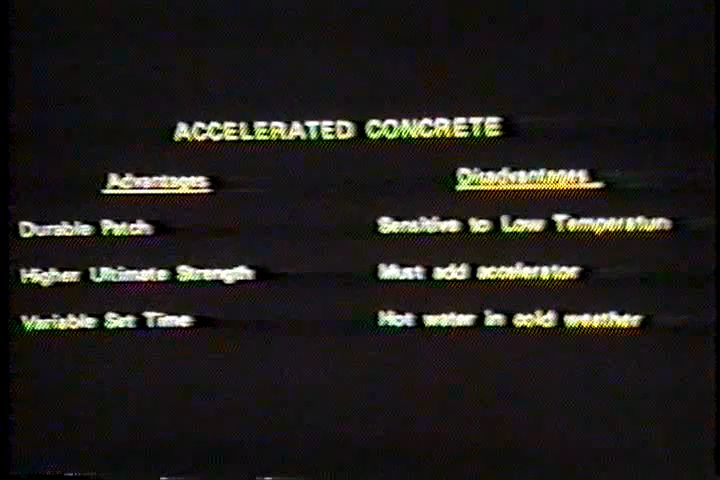 ACCELERATED CONCRETE
Advantages Disadvantages
Durable Patch Sensitive to Low Temperature
Higher Ultimate Strength Must add accelerator
Variable Set Time Hot water in cold weather